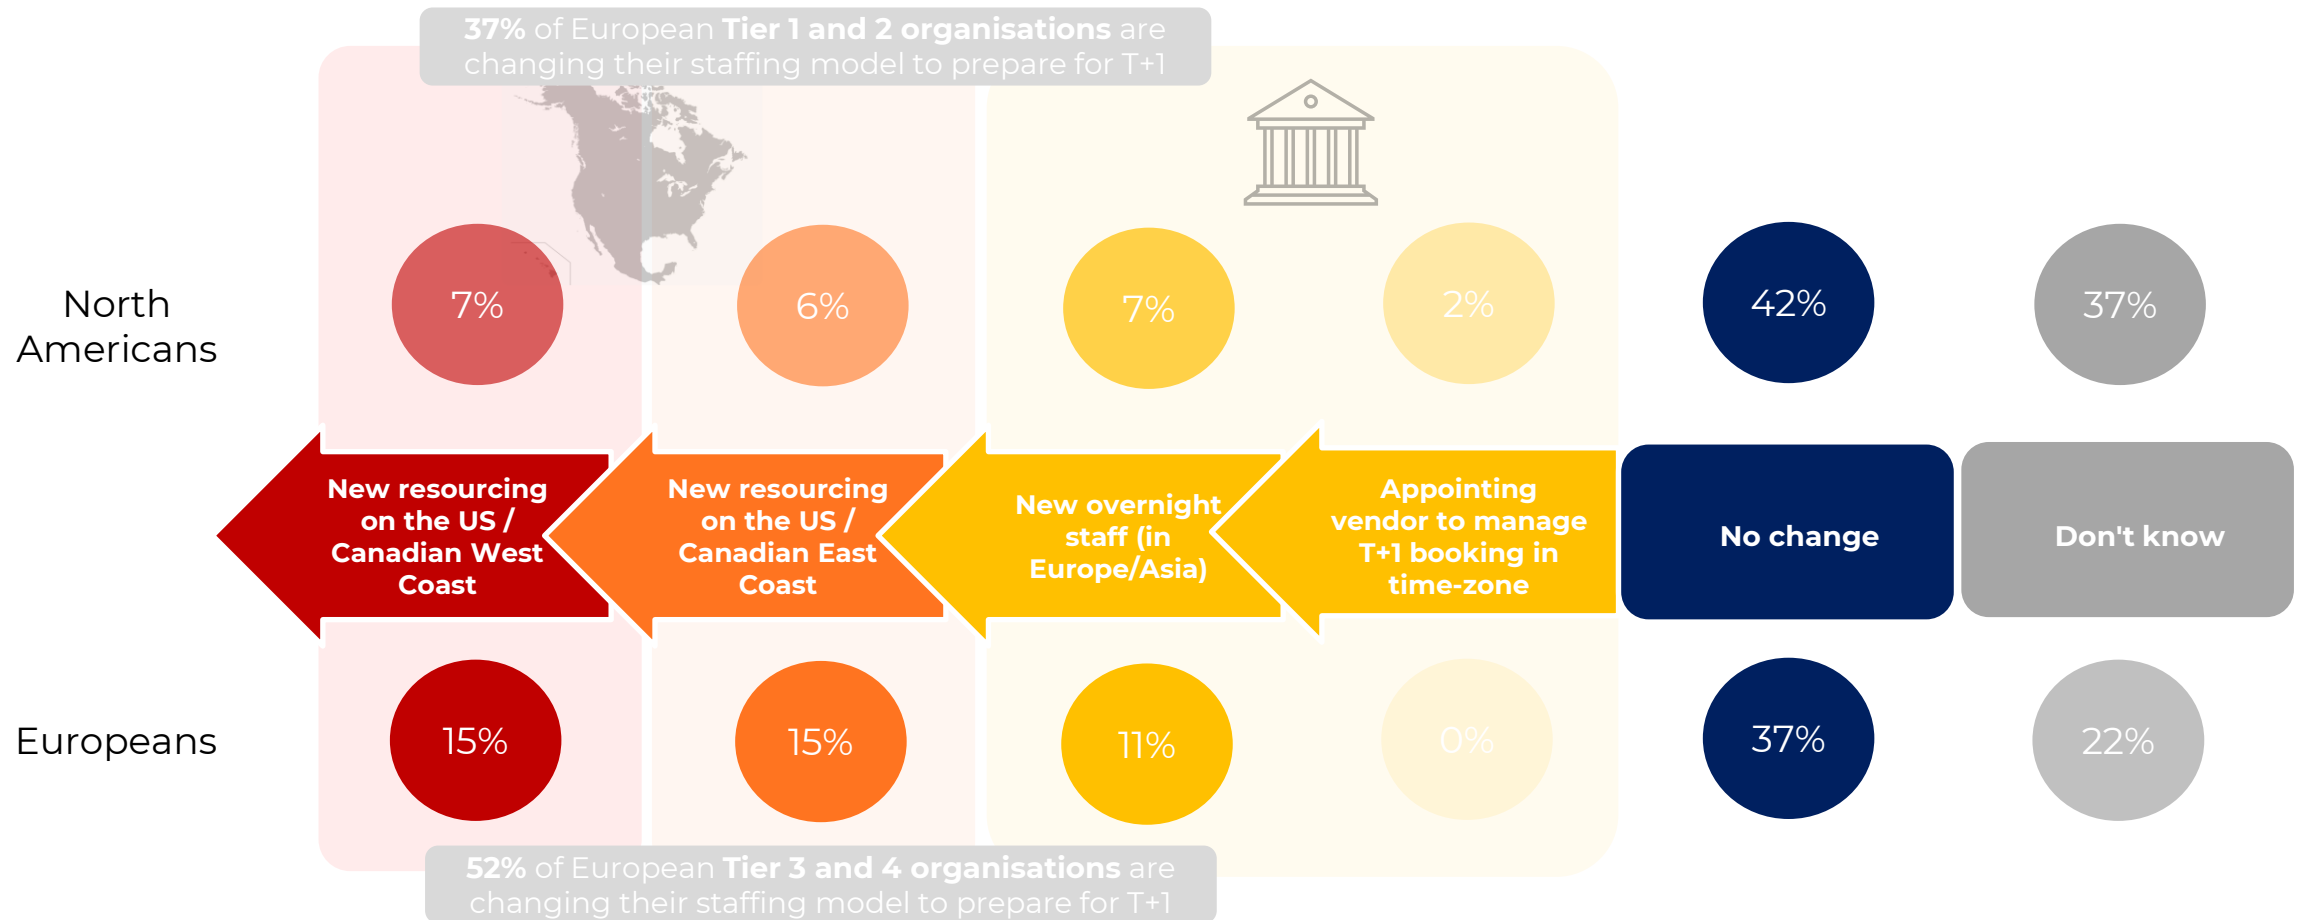 37% of European Tier 1 and 2 organisations are
changing their staffing model to prepare for T+1
North
Americans
7%
6%
7%
2%
42%
37%
New resourcing
on the US /
Canadian West
Coast
New resourcing
on the US /
Canadian East
Coast
New overnight
staff (in
Europe/Asia)
Appointing
vendor to manage
T+1 booking in
time-zone
No change
Don't know
Europeans
15%
15%
11%
0%
37%
22%
52% of European Tier 3 and 4 organisations are
changing their staffing model to prepare for T+1